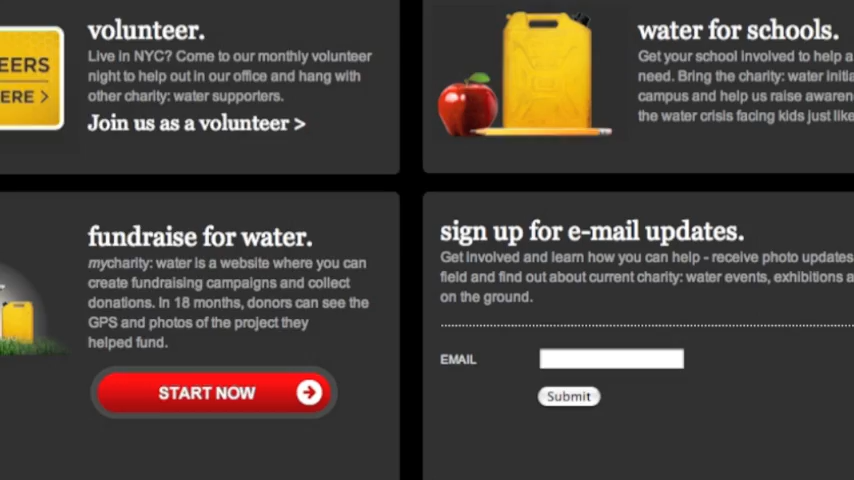 EERS
ERE >
volunteer.
Live in NYC? Come to our monthly volunteer
night to help out in our office and hang with
other charity: water supporters.
Join us as a volunteer >
water for schools.
Get your school involved to help a
need. Bring the charity: water initia
campus and help us raise awaren
the water crisis facing kids just like
fundraise for water.
mycharity: water is a website where you can
create fundraising campaigns and collect
donations. In 18 months, donors can see the
GPS and photos of the project they
helped fund.
START NOW
sign up for e-mail updates.
Get involved and learn how you can help - receive photo updates
field and find out about current charity: water events, exhibitions a
on the ground.
EMAIL
Submit